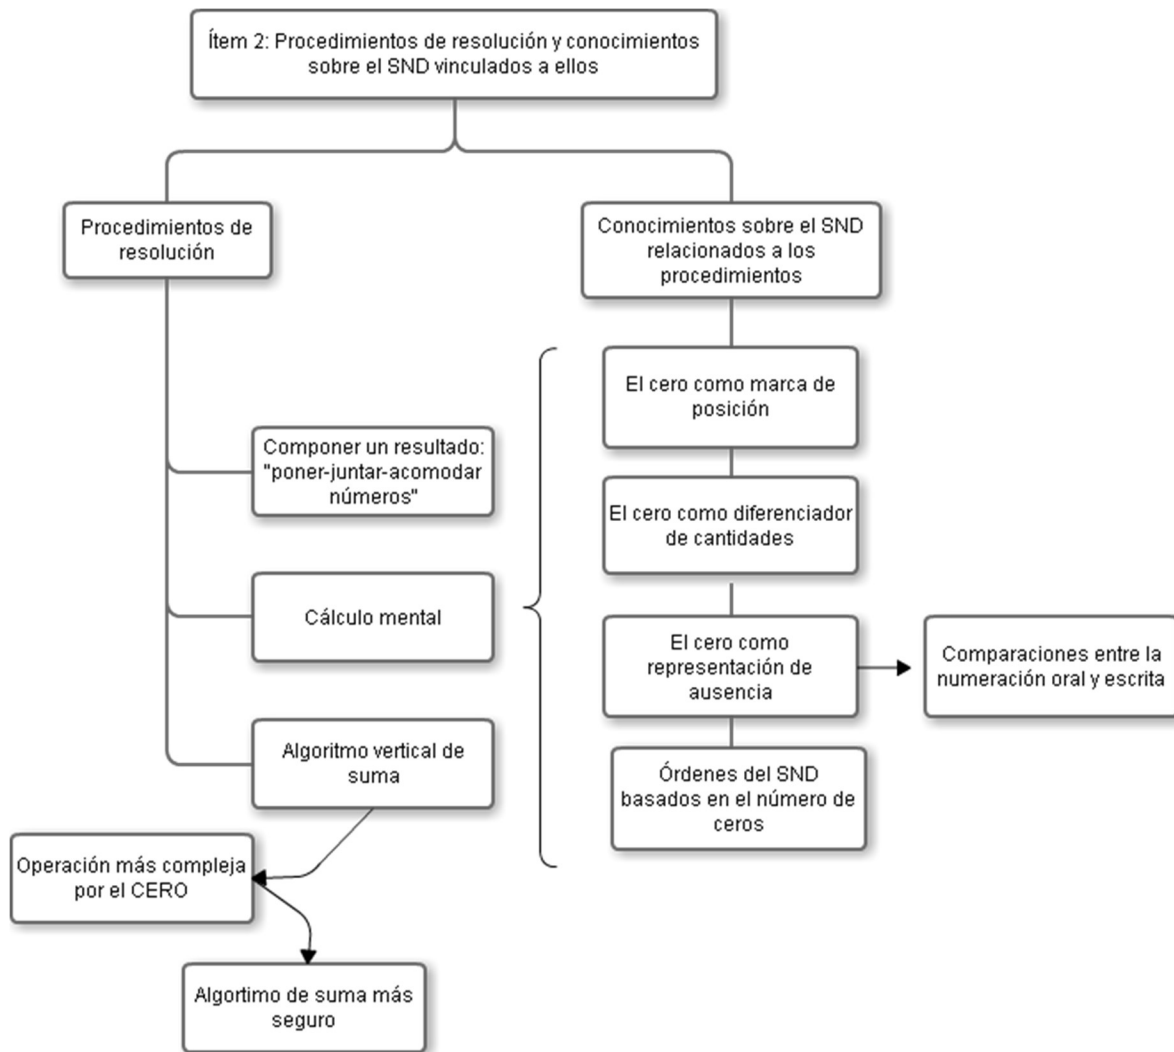 Ítem 2: Procedimientos de resolución y conocimientos
sobre el SND vinculados a ellos
Procedimientos de
resolución
Conocimientos sobre el SND
relacionados a los
procedimientos
Componer un resultado:
"poner-juntar-acomodar
números"
Cálculo mental
Algoritmo vertical de
suma
Operación más compleja
por el CERO
Algortimo de suma más
seguro
El cero como marca de
posición
El cero como diferenciador
de cantidades
El cero como
representación de
ausencia
Comparaciones entre la
numeración oral y escrita
Órdenes del SND
basados en el número de
ceros